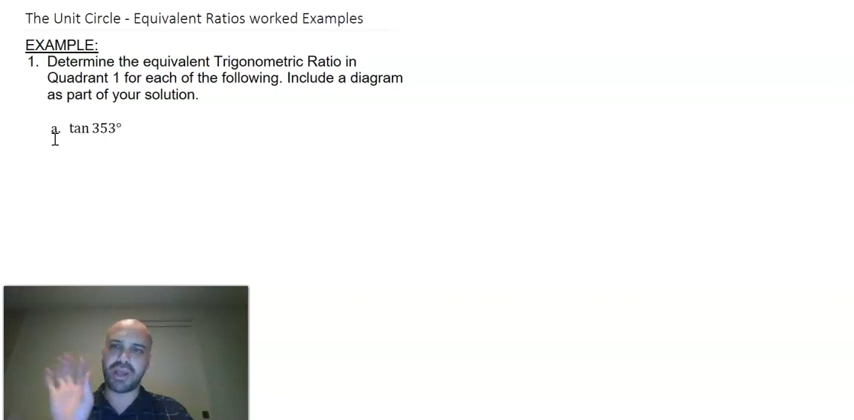 The Unit Circle - Equivalent Ratios worked Examples
EXAMPLE:
1. Determine the equivalent Trigonometric Ratio in
Quadrant 1 for each of the following. Include a diagram
as part of your solution.
a. tan 353°